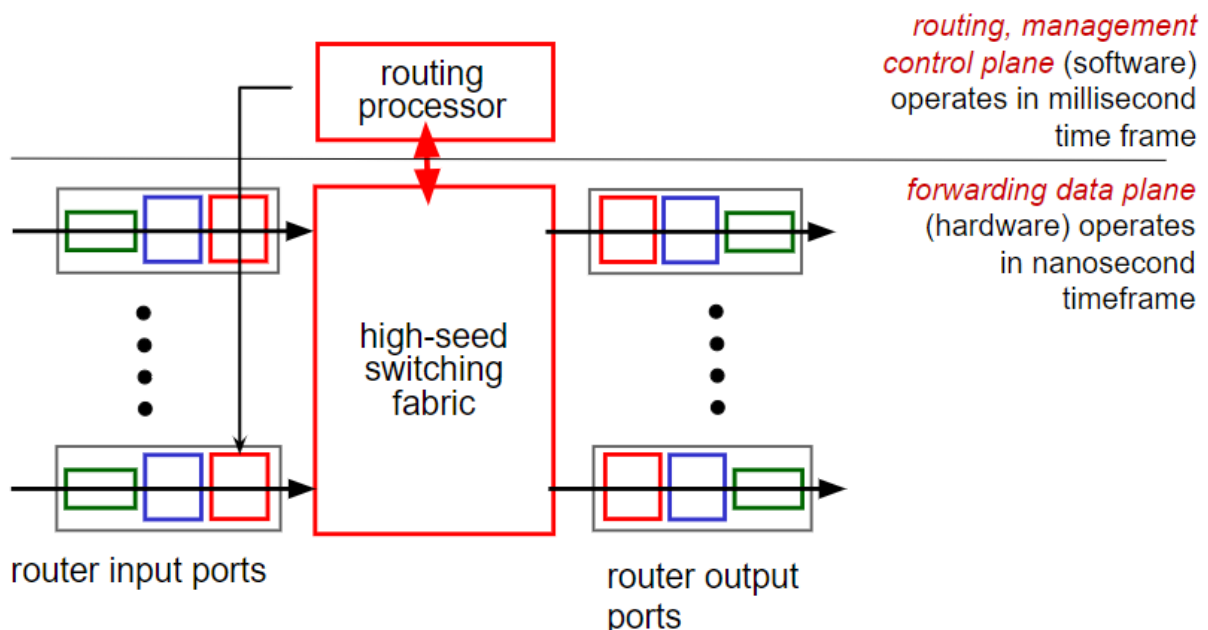 routing, management
control plane (software)
operates in millisecond
time frame
routing
processor
forwarding data plane
(hardware) operates
in nanosecond
timeframe
high-seed
switching
fabric
router input ports
router output
ports